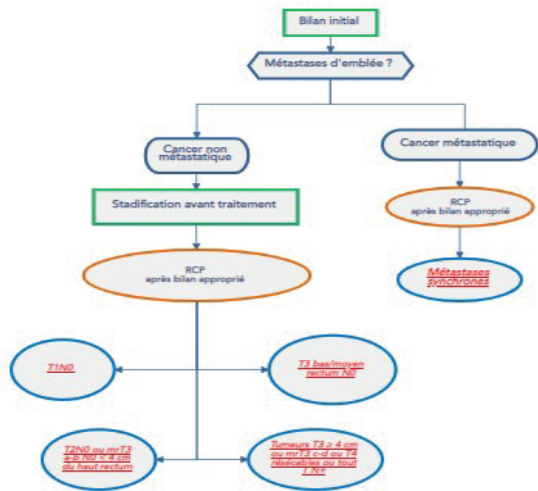 Bilan initial
Métastases d'emblée ?
Cancer non
métastatique
Cancer métastatique
Stadification avant traitement
RCP
après bilan approprié
RCP
après bilan approprié
Métastases
synchrones
T1N0
T3 bas/moyen
rectum N0
T2N0 ou mrT3
a-b N0 < 4 cm
du haut rectum
Tumeurs T3 ≥ 4 cm
ou mrT3 c-d ou T4
résécables ou tout
T N+